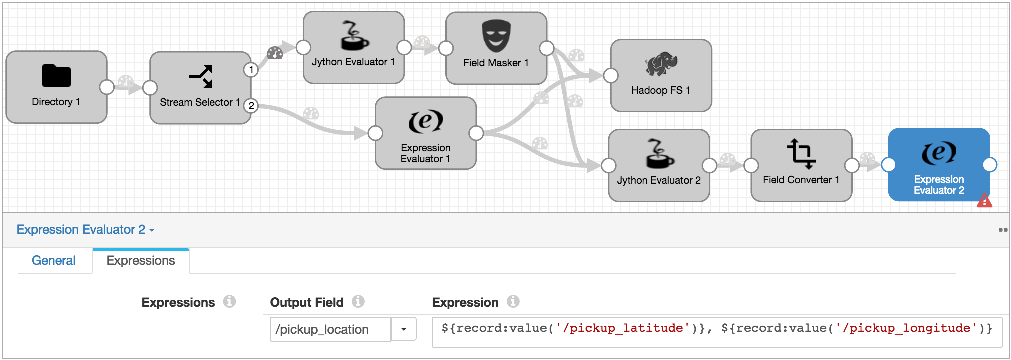 Directory 1
Stream Selector 1
1
2
Jython Evaluator 1
Field Masker 1
Expression
Evaluator 1
Hadoop FS 1
Jython Evaluator 2
Field Converter 1
Expression
Evaluator 2
Expression Evaluator 2
General
Expressions
Expressions
Output Field
Expression
/pickup_location
${record:value('/pickup_latitude')}, ${record:value('/pickup_longitude')}